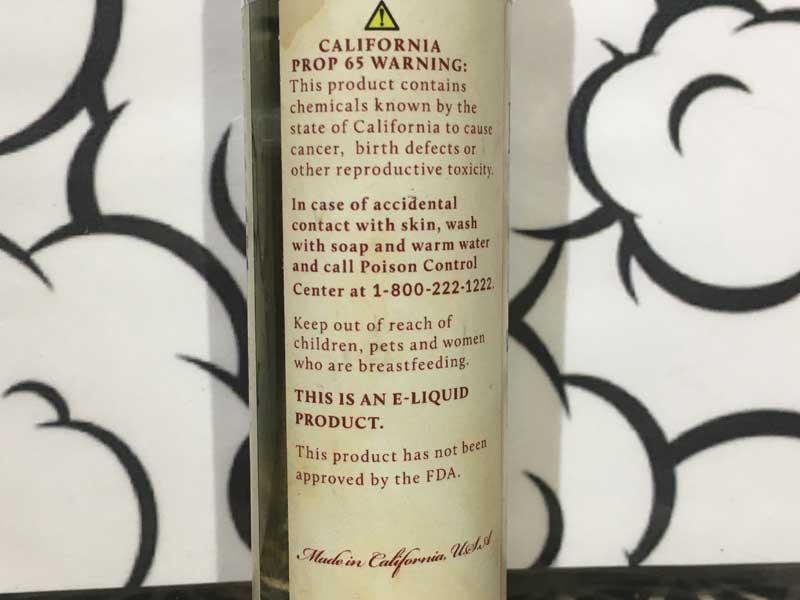 CALIFORNIA
PROP 65 WARNING:
This product contains
chemicals known by the
state of California to cause
cancer, birth defects or
other reproductive toxicity.
In case of accidental
contact with skin, wash
with soap and warm water
and call Poison Control
Center at 1-800-222-1222.
Keep out of reach of
children, pets and women
who are breastfeeding.
THIS IS AN E-LIQUID
PRODUCT.
This product has not been
approved by the FDA.
Made in California, U.S.A